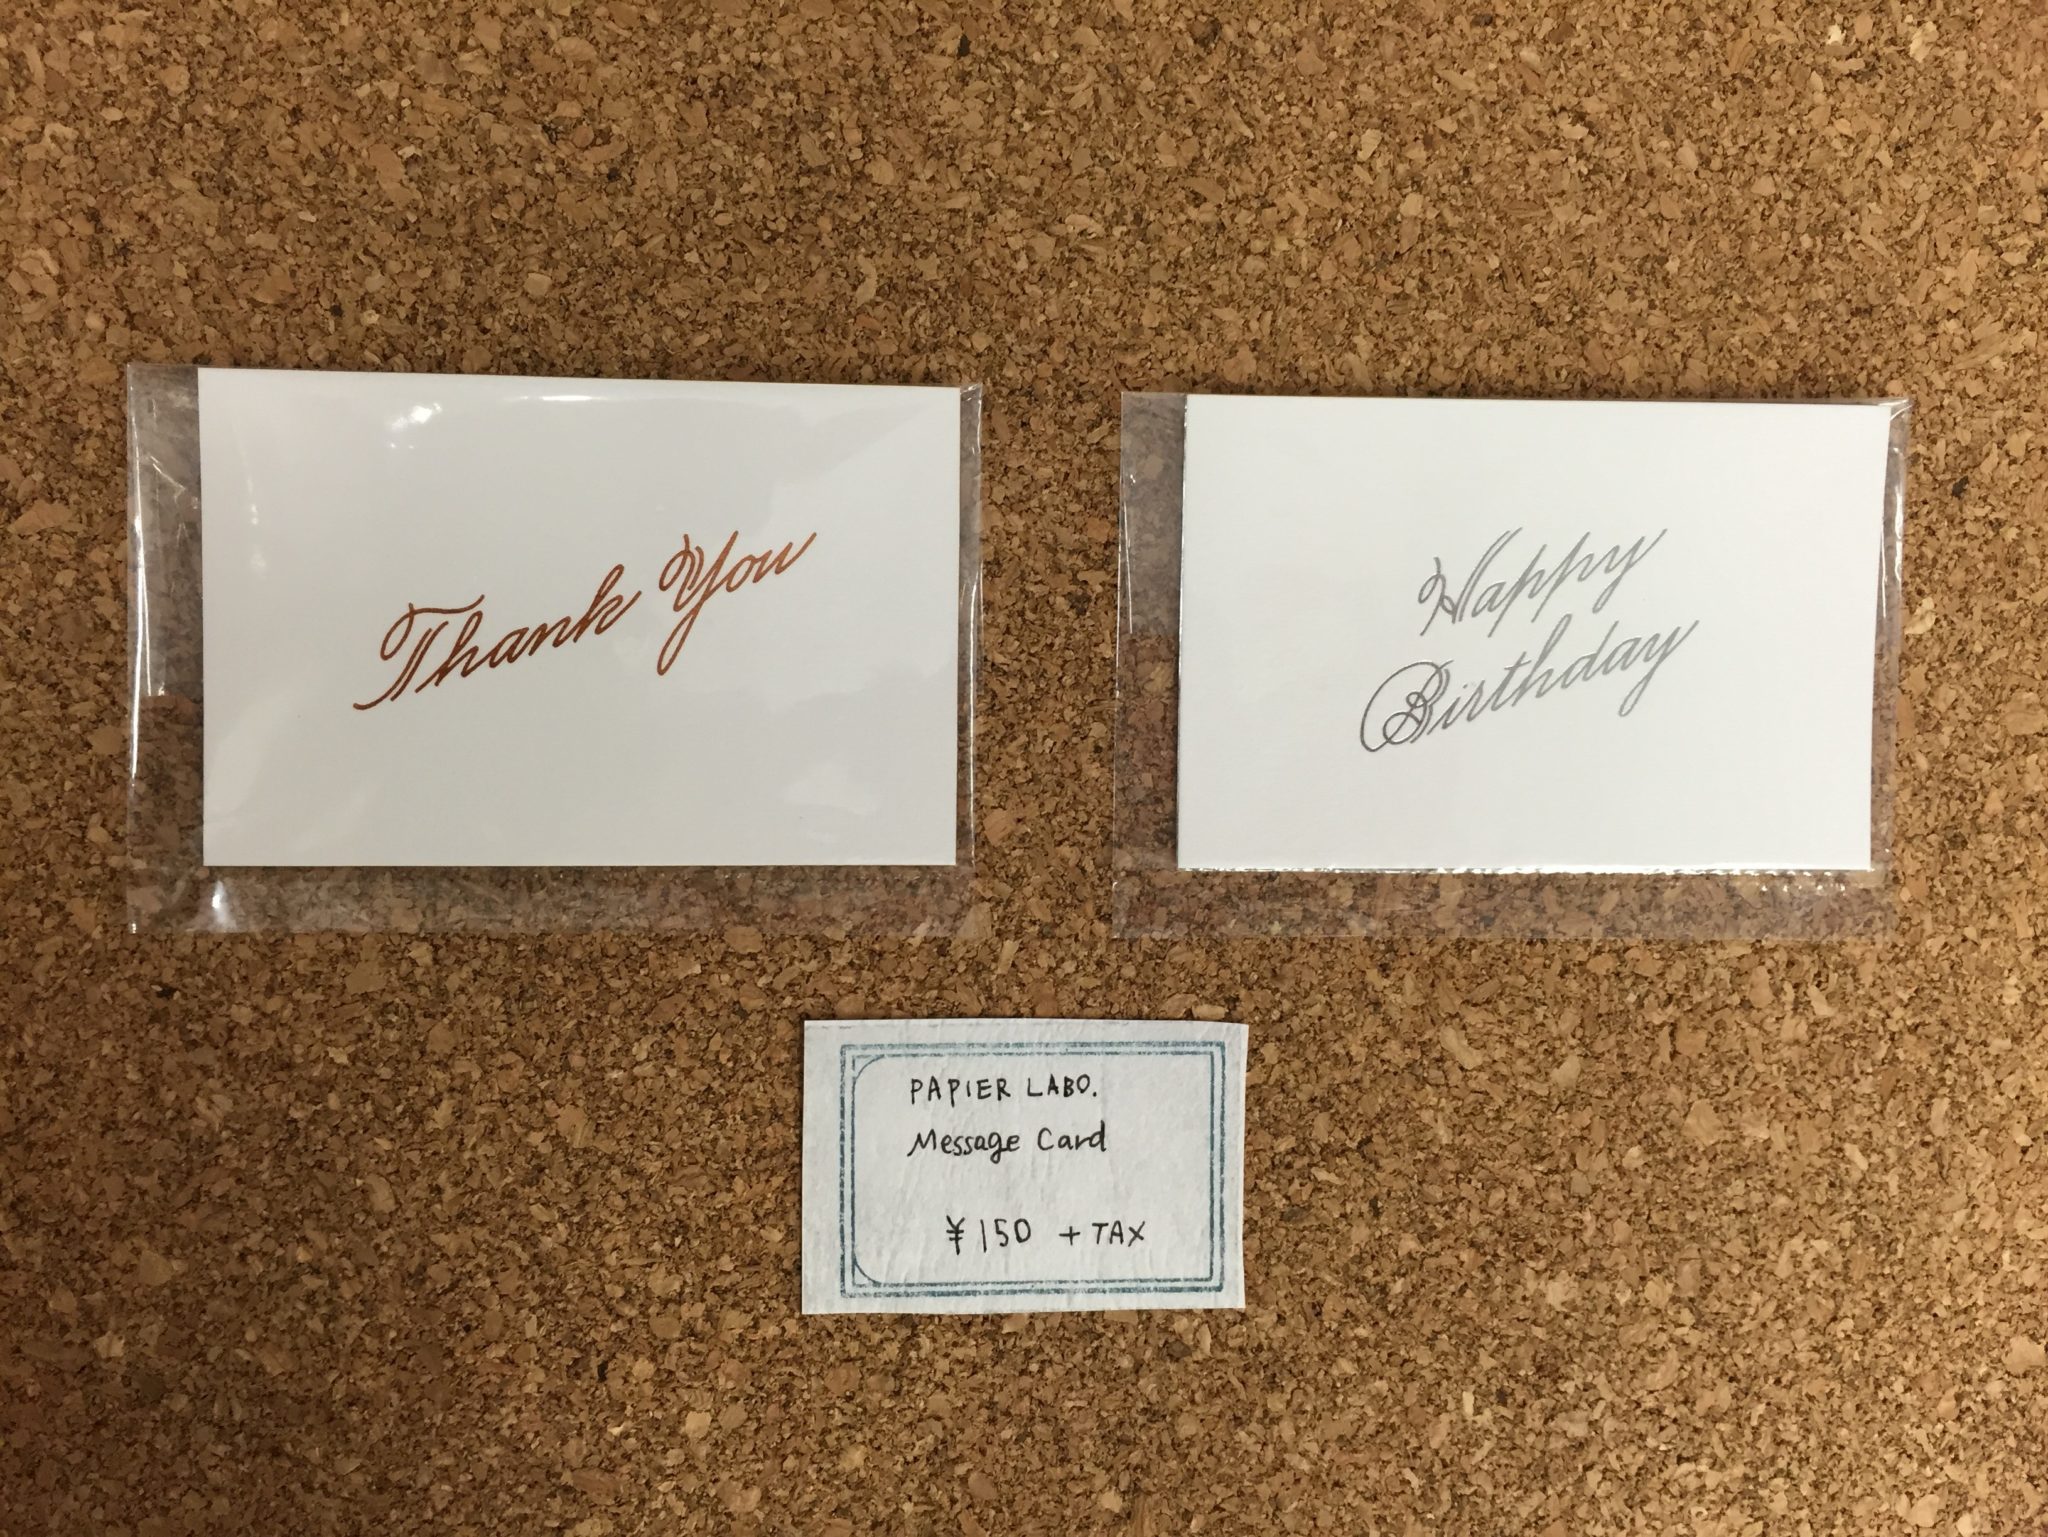 Thank You
Happy
Birthday
PAPIER LABO.
Message Card
¥150 + TAX